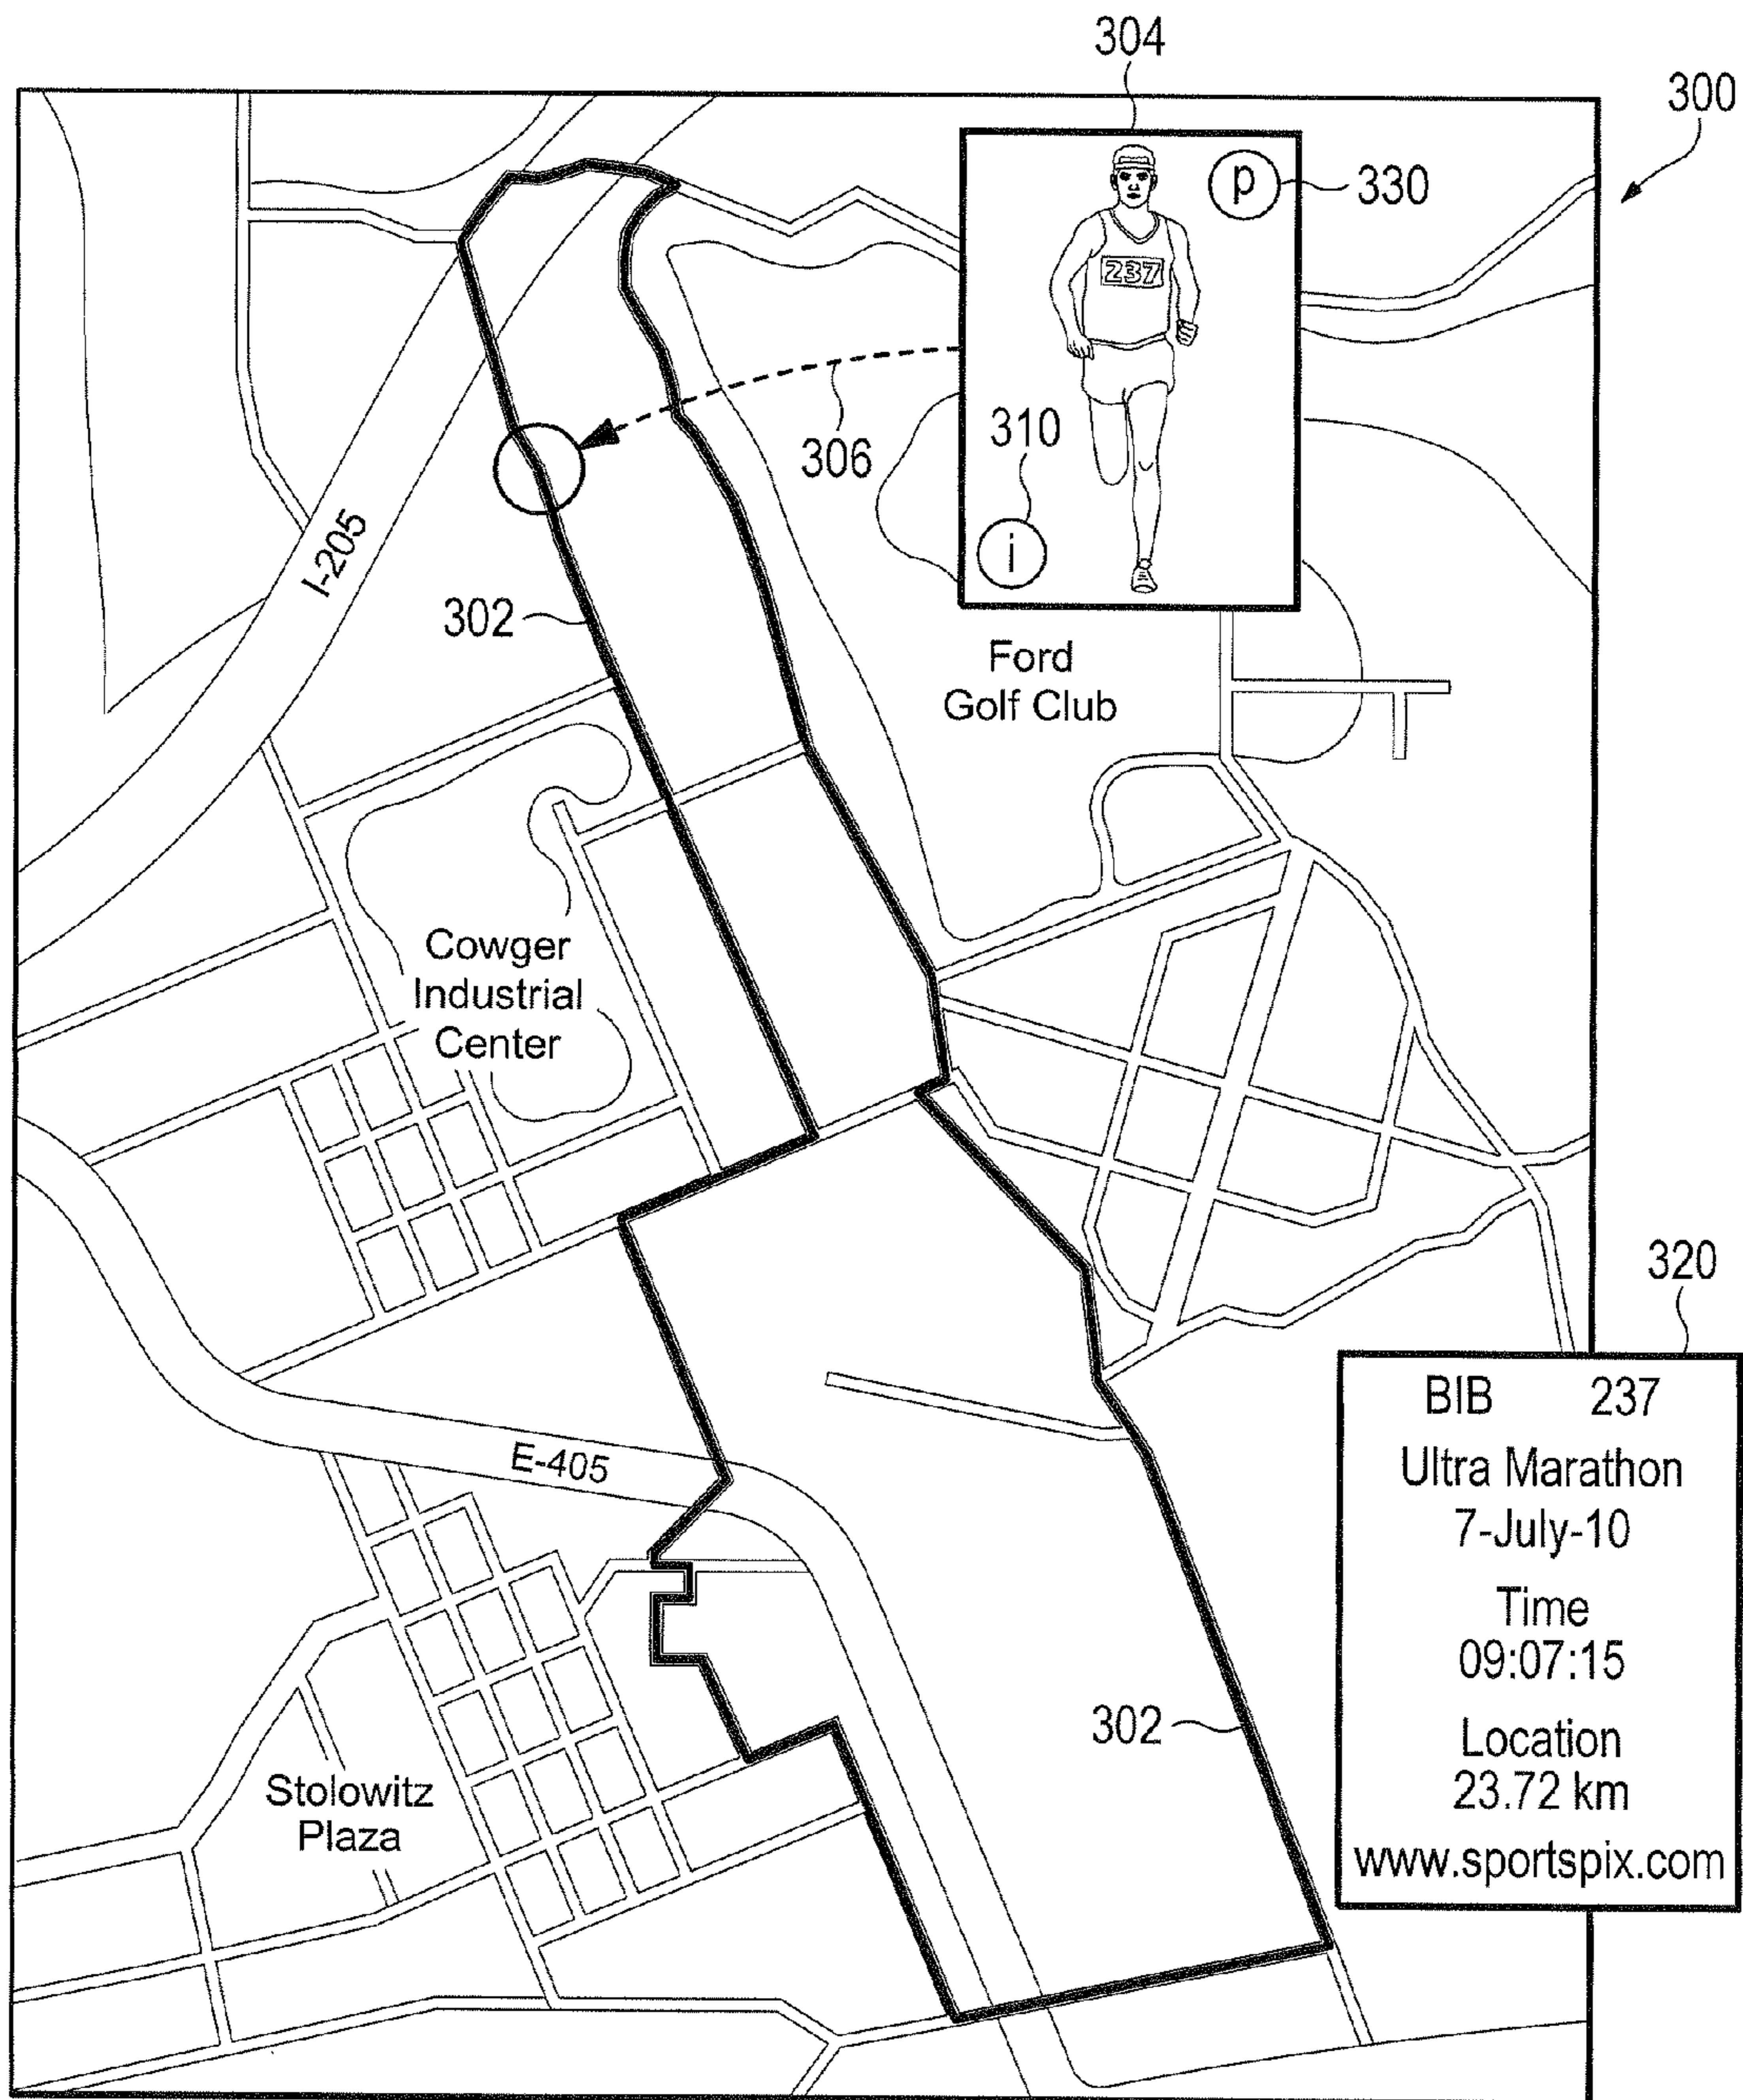 304
300
p
330
237
310
306
i
I-205
302
Ford
Golf Club
Cowger
Industrial
Center
320
BIB 237
Ultra Marathon
7-July-10
Time
09:07:15
Location
23.72 km
www.sportspix.com
E-405
302
Stolowitz
Plaza